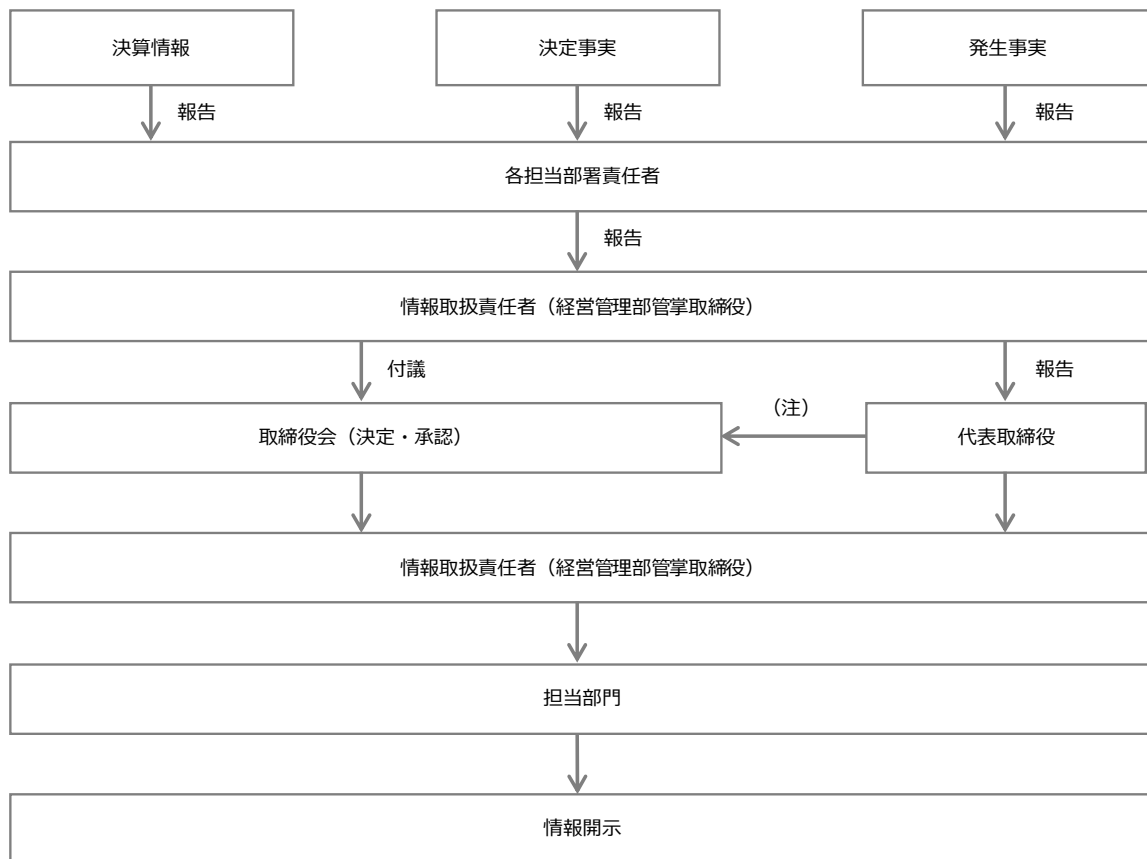 決算情報
決定事実
発生事実
報告
報告
報告
各担当部署責任者
報告
情報取扱責任者（経営管理部管掌取締役）
付議
報告
（注）
取締役会（決定・承認）
代表取締役
情報取扱責任者（経営管理部管掌取締役）
担当部門
情報開示